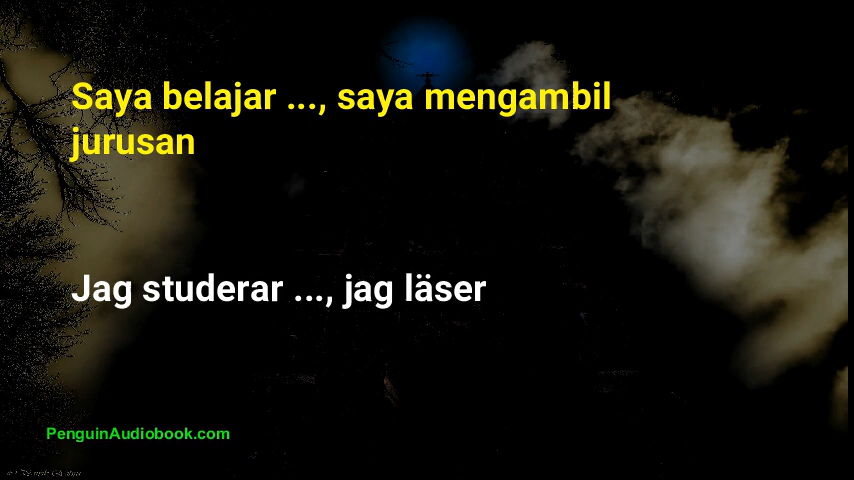 Saya belajar ..., saya mengambil
jurusan
Jag studerar ..., jag läser
PenguinAudiobook.com